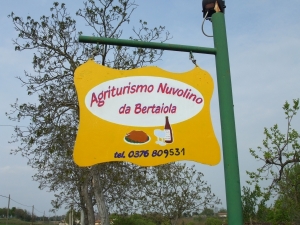 Agriturismo Nuvolino
da Bertaiola
tel. 0376 809531